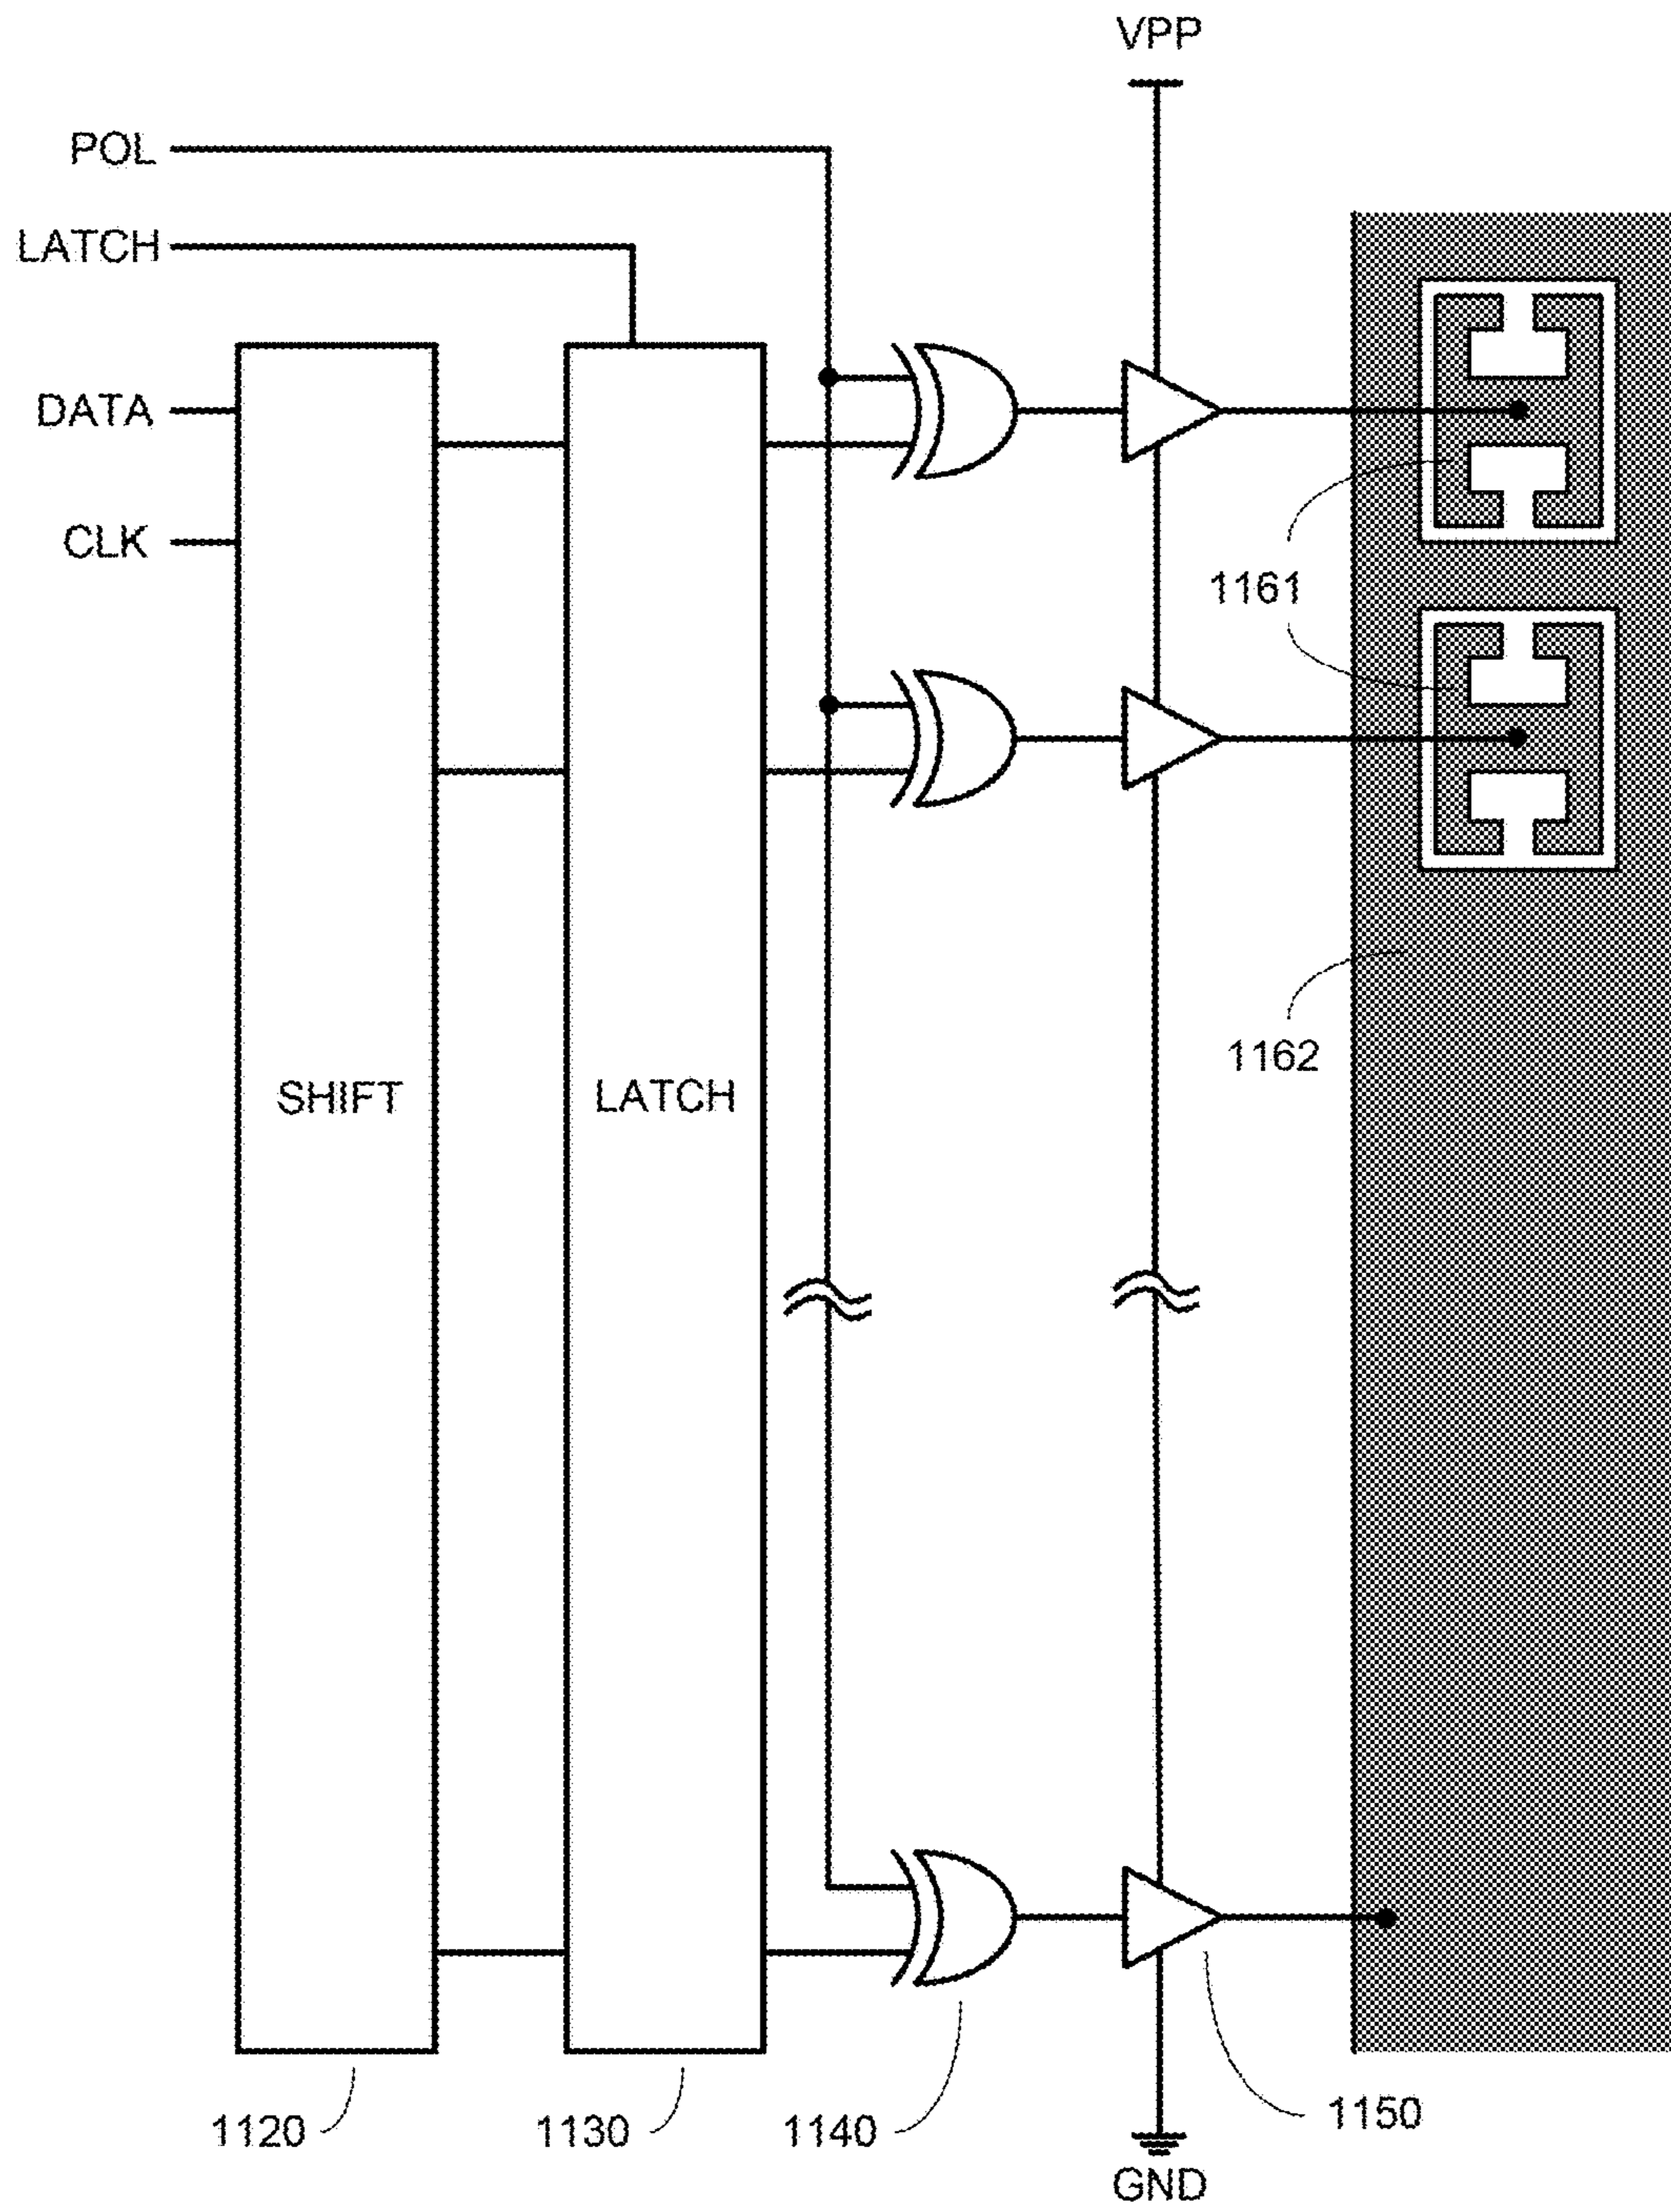 VPP
POL
LATCH
DATA
CLK
1161
1162
SHIFT
LATCH
1120
1130
1140
1150
GND